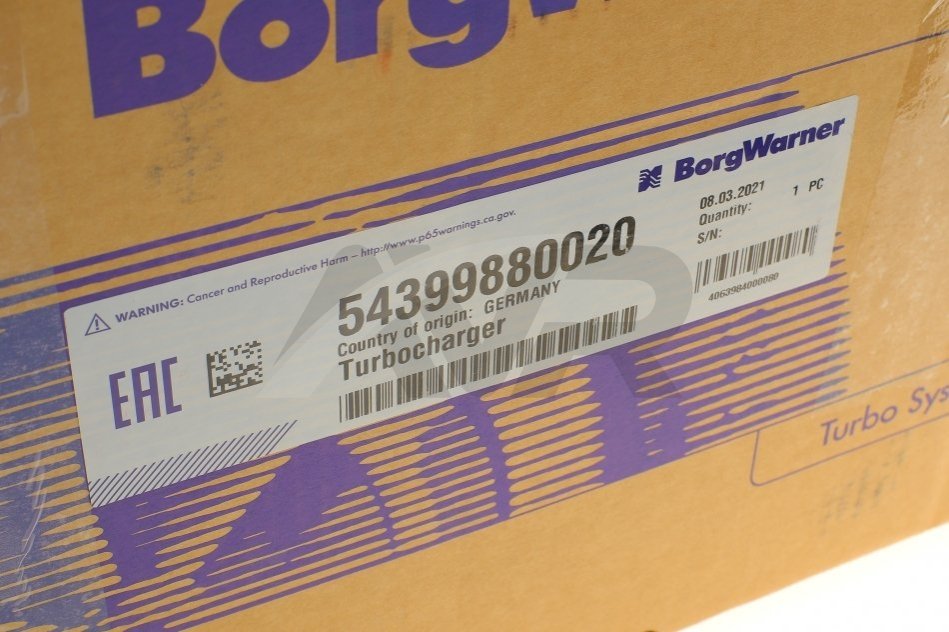 BorgWarner
BorgWarner
08.03.2021
Quantity: 1 PC
S/N:
4063984000080
WARNING: Cancer and Reproductive Harm – http://www.p65warnings.ca.gov.
54399880020
Country of origin: GERMANY
Turbocharger
EAC
Turbo Sys